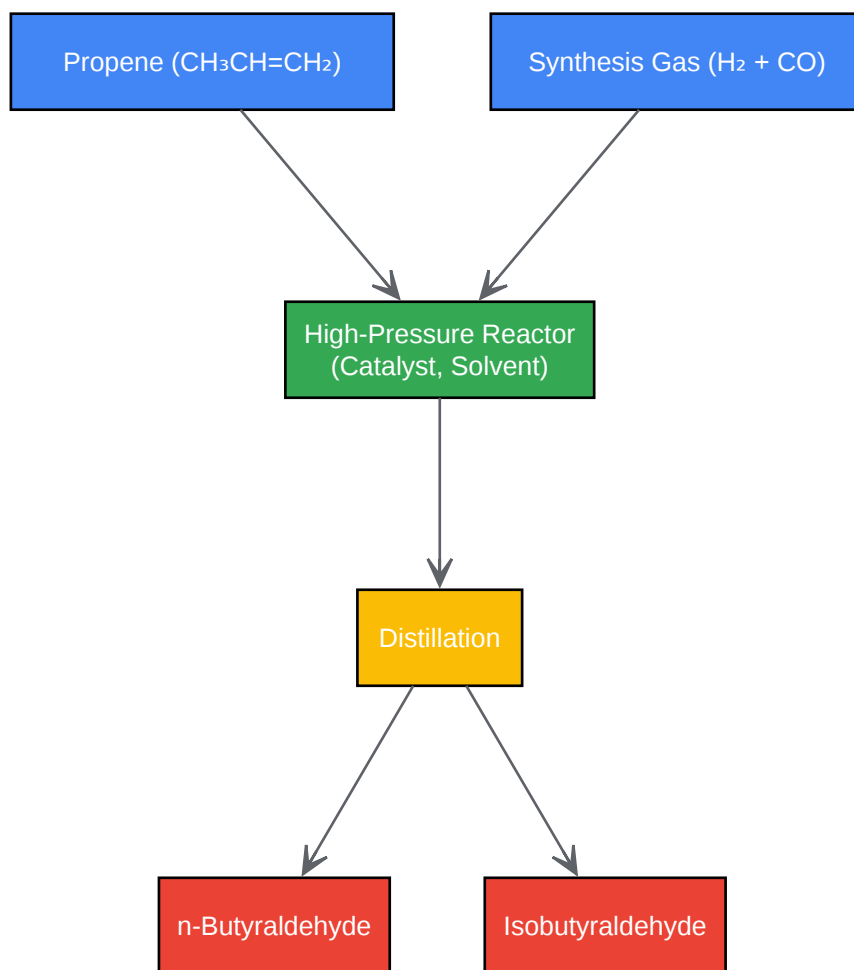 Propene (CH₃CH=CH₂)
Synthesis Gas (H₂ + CO)
High-Pressure Reactor
(Catalyst, Solvent)
Distillation
n-Butyraldehyde
Isobutyraldehyde